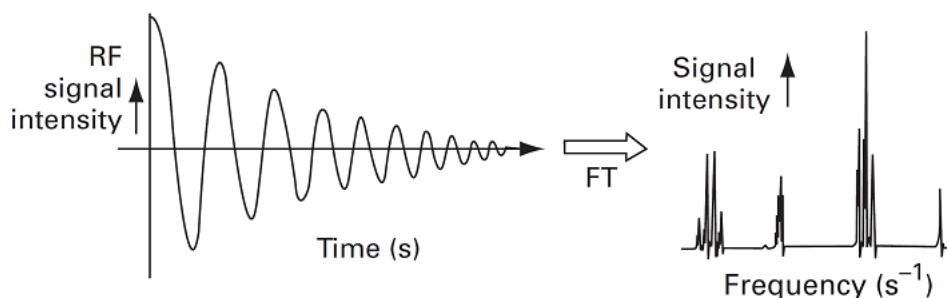 RF
signal
intensity
Time (s)
FT
Signal
intensity
Frequency (s⁻¹)